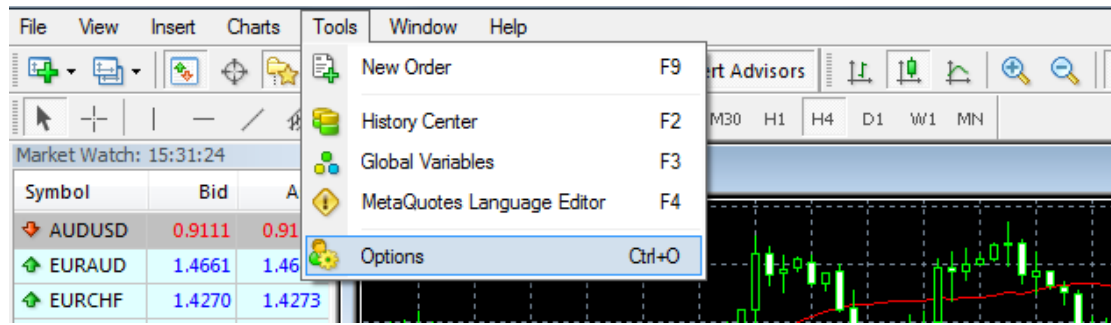 File View Insert Charts Tools Window Help
New Order F9
ert Advisors
History Center F2
M30 H1 H4 D1 W1 MN
Market Watch: 15:31:24
Global Variables F3
Symbol Bid A
MetaQuotes Language Editor F4
AUDUSD 0.9111 0.91
Options Ctrl+O
EURAUD 1.4661 1.46
EURCHF 1.4270 1.4273